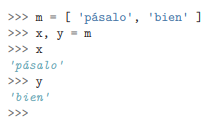 >>> m = [ 'pásalo', 'bien' ]
>>> x, y = m
>>> x
'pásalo'
>>> y
'bien'
>>>